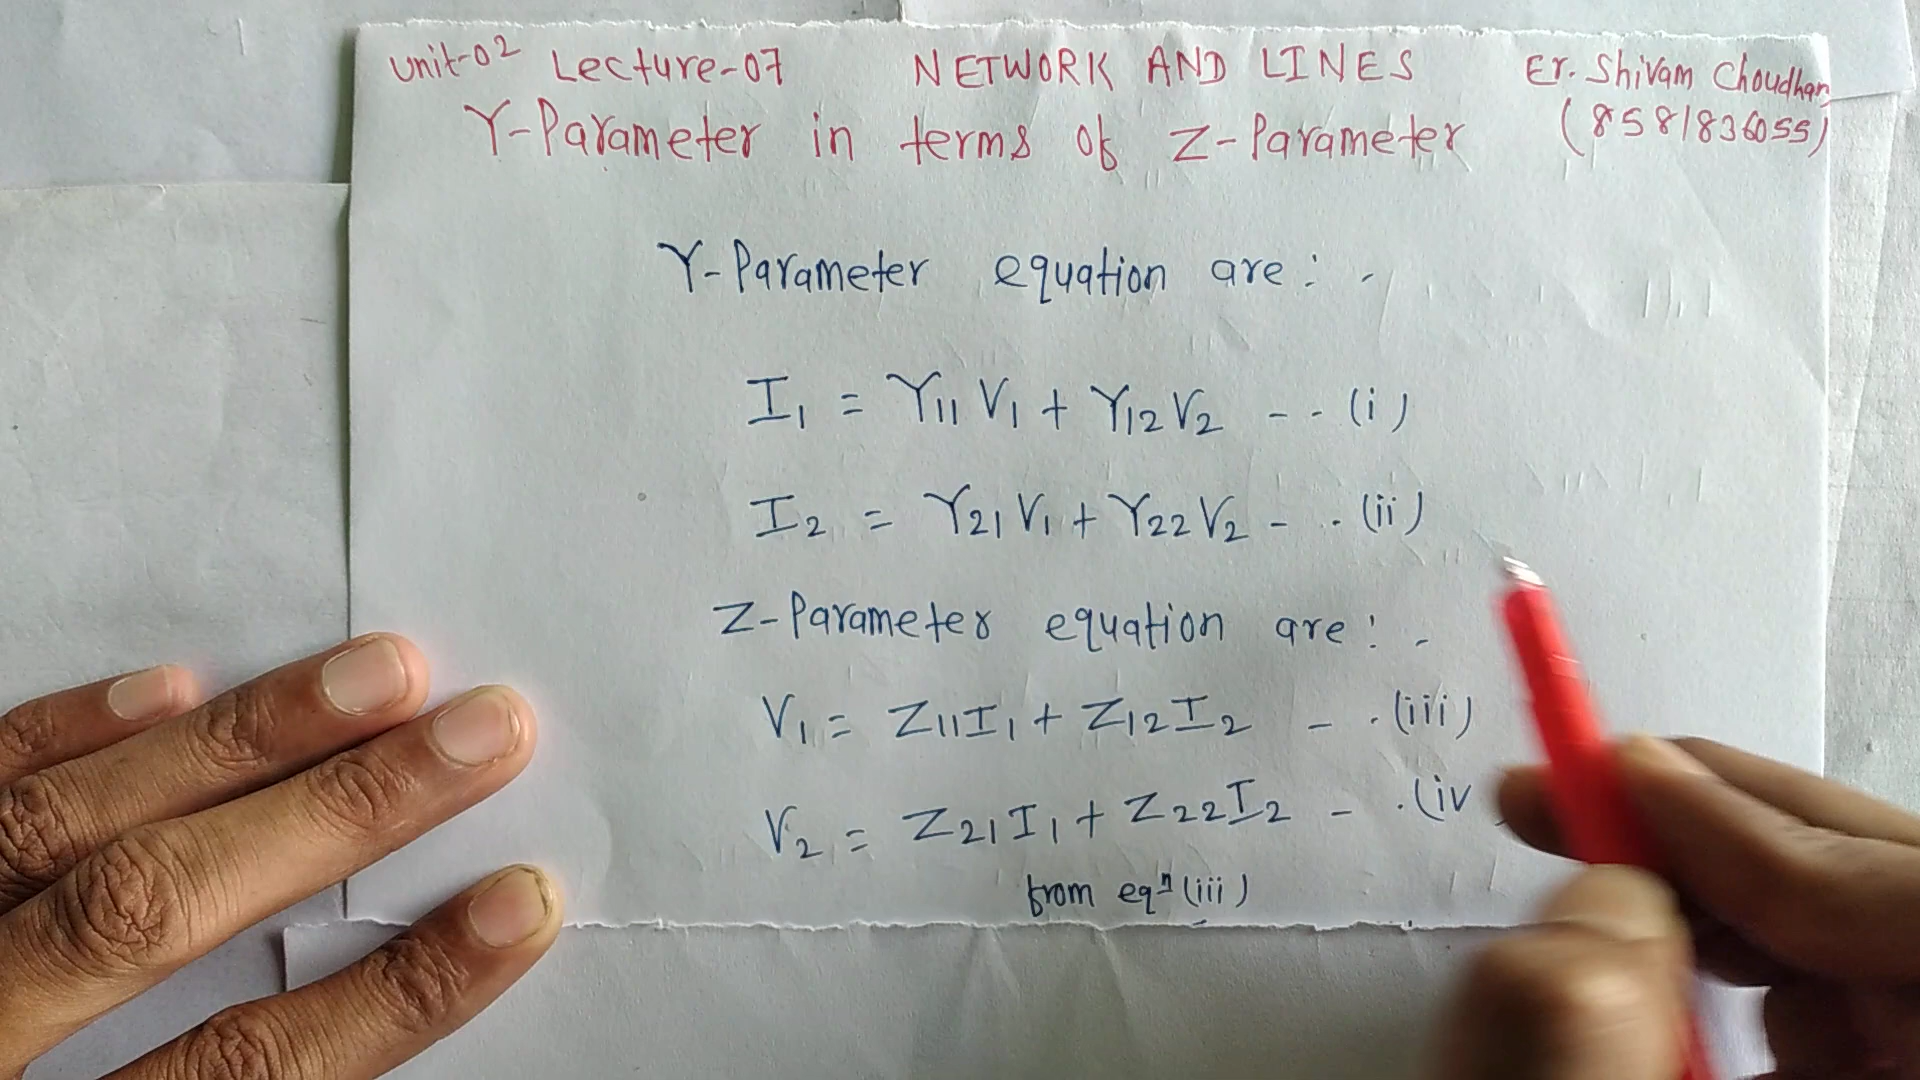 Unit-02 Lecture-07 NETWORK AND LINES Er. Shivam Choudhary
Y-Parameter in terms of Z-Parameter (8581836055)
Y-Parameter equation are: -
I1 = Y11 V1 + Y12 V2 - - (i)
I2 = Y21 V1 + Y22 V2 - - (ii)
Z-Parameter equation are: -
V1 = Z11 I1 + Z12 I2 - - (iii)
V2 = Z21 I1 + Z22 I2 - - (iv
from eqn (iii)